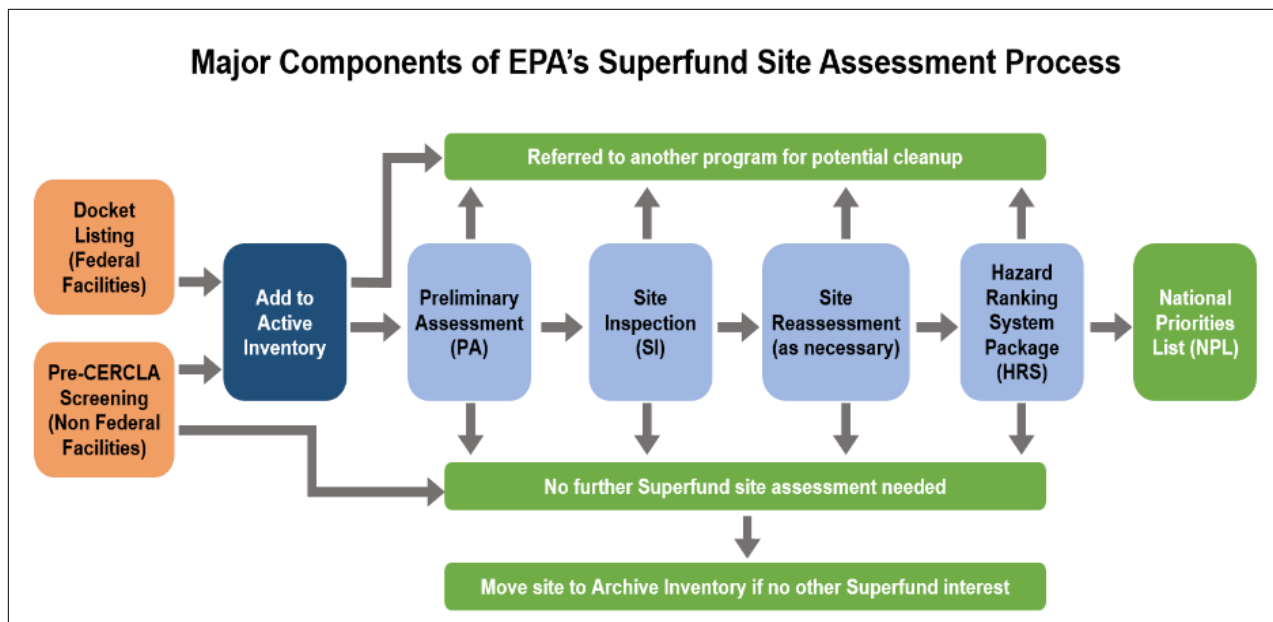 Major Components of EPA's Superfund Site Assessment Process
Referred to another program for potential cleanup
Docket
Listing
(Federal
Facilities)
Pre-CERCLA
Screening
(Non Federal
Facilities)
Add to
Active
Inventory
Preliminary
Assessment
(PA)
Site
Inspection
(SI)
Site
Reassessment
(as necessary)
Hazard
Ranking
System
Package
(HRS)
National
Priorities
List (NPL)
No further Superfund site assessment needed
Move site to Archive Inventory if no other Superfund interest